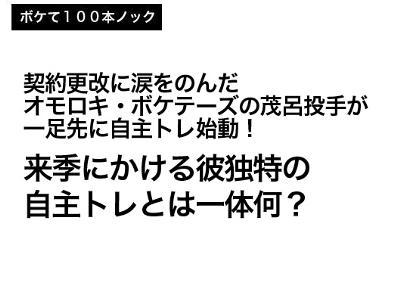 ボケて１００本ノック
契約更改に涙をのんだ
オモロキ・ボケテーズの茂呂投手が
一足先に自主トレ始動！
来季にかける彼独特の
自主トレとは一体何？